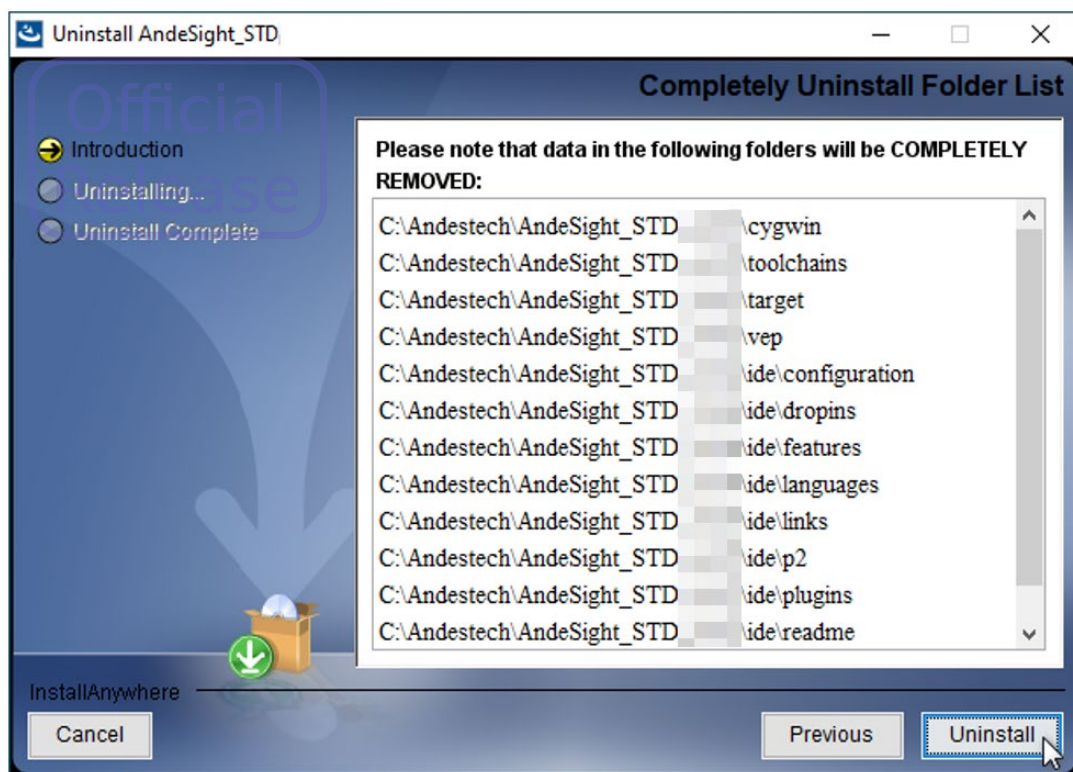 Uninstall AndeSight_STD
Official
Release
Completely Uninstall Folder List
Introduction
Uninstalling...
Uninstall Complete
Please note that data in the following folders will be COMPLETELY
REMOVED:
C:\Andestech\AndeSight_STD \cygwin
C:\Andestech\AndeSight_STD \toolchains
C:\Andestech\AndeSight_STD \target
C:\Andestech\AndeSight_STD \vep
C:\Andestech\AndeSight_STD \ide\configuration
C:\Andestech\AndeSight_STD \ide\dropins
C:\Andestech\AndeSight_STD \ide\features
C:\Andestech\AndeSight_STD \ide\languages
C:\Andestech\AndeSight_STD \ide\links
C:\Andestech\AndeSight_STD \ide\p2
C:\Andestech\AndeSight_STD \ide\plugins
C:\Andestech\AndeSight_STD \ide\readme
InstallAnywhere
Cancel
Previous
Uninstall